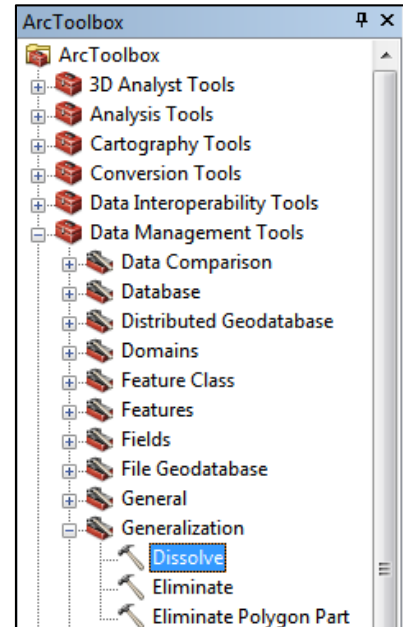 ArcToolbox
ArcToolbox
3D Analyst Tools
Analysis Tools
Cartography Tools
Conversion Tools
Data Interoperability Tools
Data Management Tools
Data Comparison
Database
Distributed Geodatabase
Domains
Feature Class
Features
Fields
File Geodatabase
General
Generalization
Dissolve
Eliminate
Eliminate Polygon Part